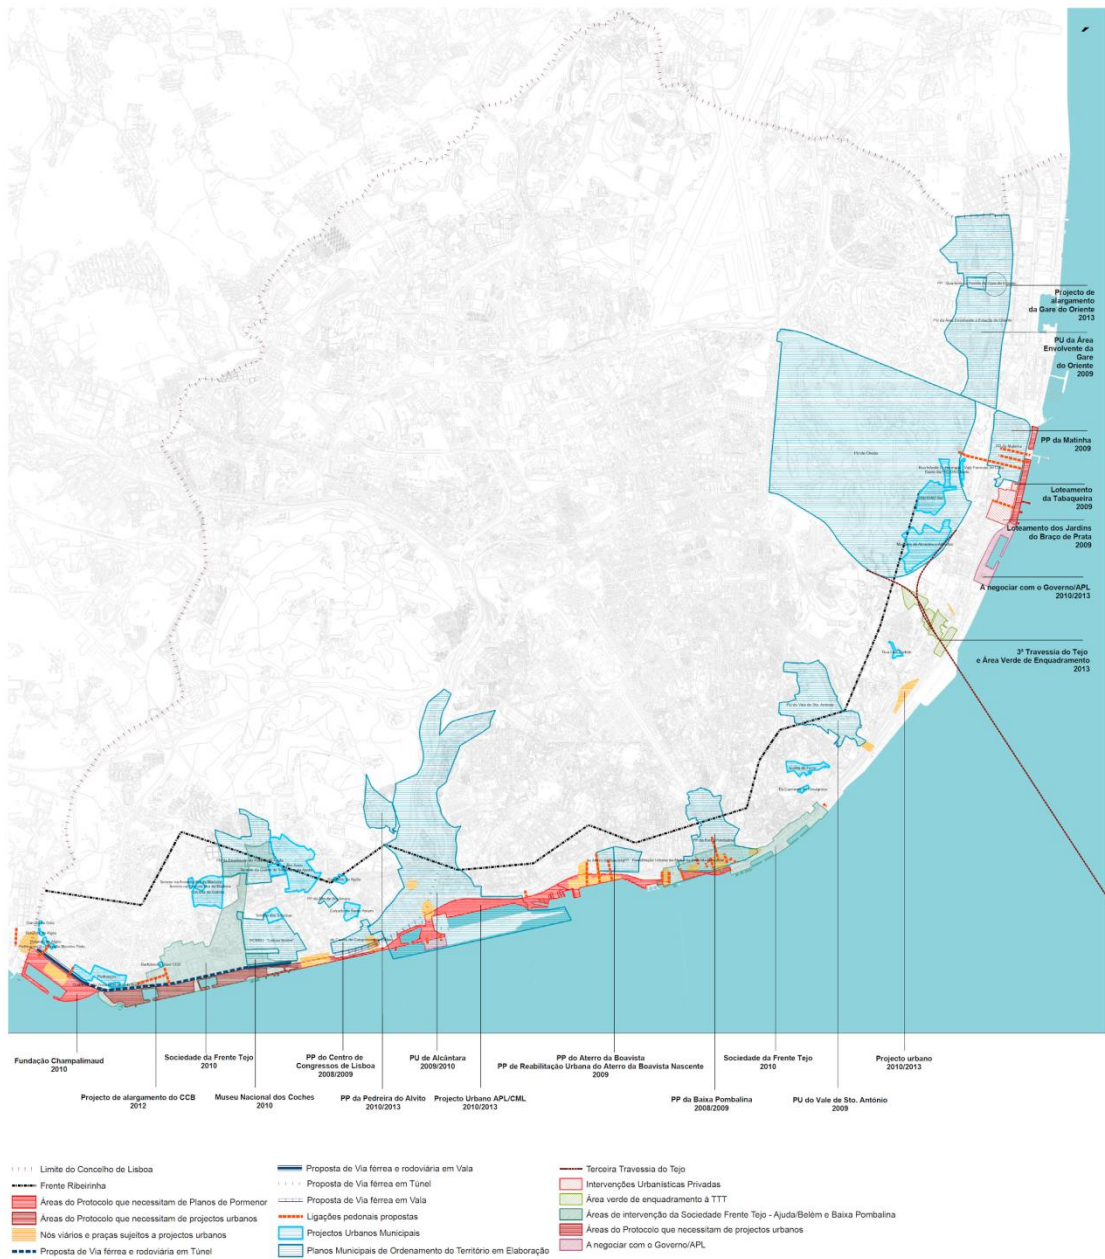 Projecto de
alargamento
da Gare do Oriente
2013
PU da Área
Envolvente da
Gare
do Oriente
2009
PP da Matinha
2009
Loteamento
da Tabaqueira
2009
Loteamento dos Jardins
do Braço de Prata
2009
A negociar com o Governo/APL
2010/2013
3ª Travessia do Tejo
e Área Verde de Enquadramento
2013
PU de Chelas
PU do Vale de Sto. António
Fundação Champalimaud
2010
Projecto de alargamento do CCB
2012
Sociedade da Frente Tejo
2010
Museu Nacional dos Coches
2010
PP do Centro de
Congressos de Lisboa
2008/2009
PP da Pedreira do Alvito
2010/2013
PU de Alcântara
2009/2010
Projecto Urbano APL/CML
2010/2013
PP do Aterro da Boavista
PP de Reabilitação Urbana do Aterro da Boavista Nascente
2009
PP da Baixa Pombalina
2008/2009
Sociedade da Frente Tejo
2010
PU do Vale de Sto. António
2009
Projecto urbano
2010/2013
Limite do Concelho de Lisboa
Frente Ribeirinha
Áreas do Protocolo que necessitam de Planos de Pormenor
Áreas do Protocolo que necessitam de projectos urbanos
Nós viários e praças sujeitos a projectos urbanos
Proposta de Via férrea e rodoviária em Túnel
Proposta de Via férrea e rodoviária em Vala
Proposta de Via férrea em Túnel
Proposta de Via férrea em Vala
Ligações pedonais propostas
Projectos Urbanos Municipais
Planos Municipais de Ordenamento do Território em Elaboração
Terceira Travessia do Tejo
Intervenções Urbanísticas Privadas
Área verde de enquadramento à TTT
Áreas de intervenção da Sociedade Frente Tejo - Ajuda/Belém e Baixa Pombalina
Áreas do Protocolo que necessitam de projectos urbanos
A negociar com o Governo/APL